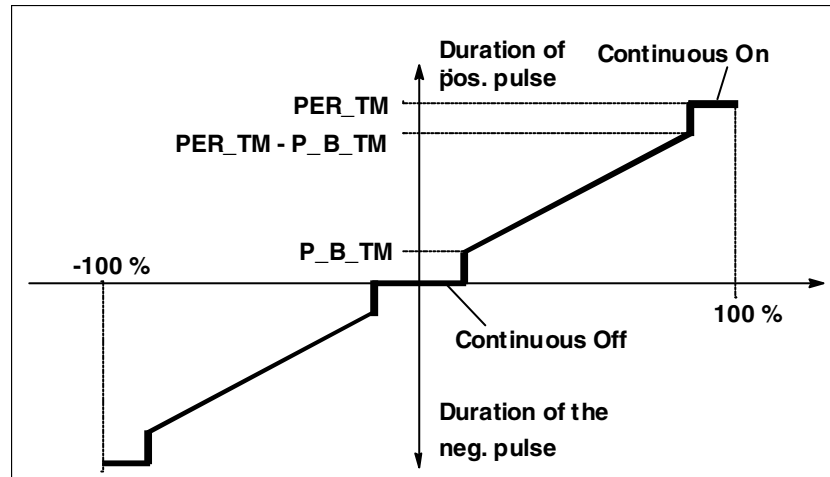 Duration of
pos. pulse
Continuous On
PER_TM
PER_TM - P_B_TM
P_B_TM
-100 %
100 %
Continuous Off
Duration of the
neg. pulse